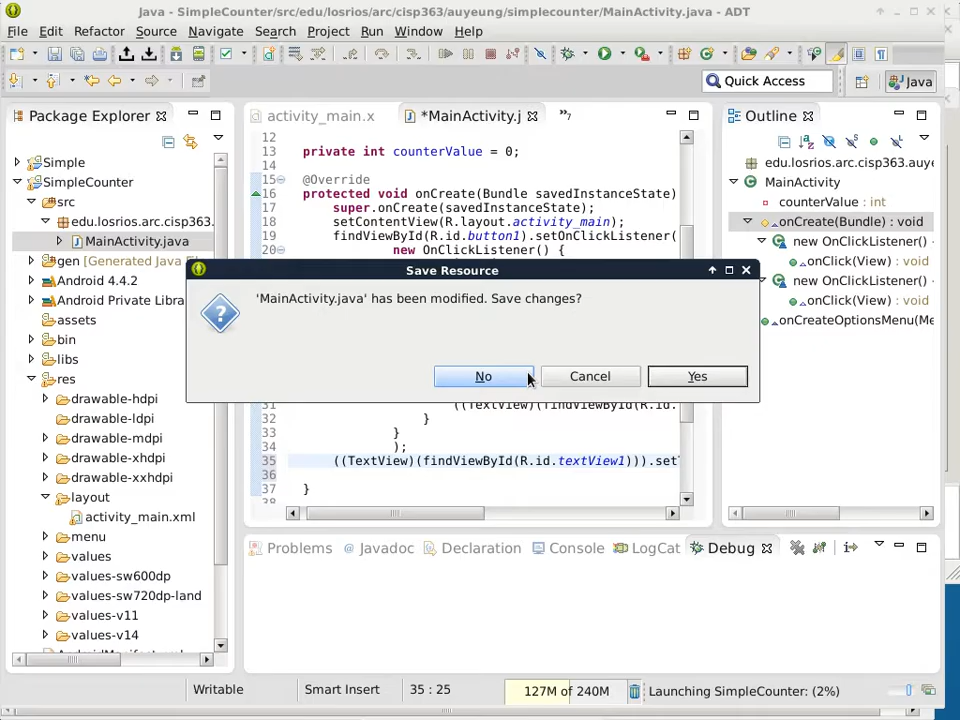 Java - SimpleCounter/src/edu/losrios/arc/cisp363/auyeung/simplecounter/MainActivity.java - ADT
File Edit Refactor Source Navigate Search Project Run Window Help
Quick Access
Java
Package Explorer
Simple
SimpleCounter
src
edu.losrios.arc.cisp363.
MainActivity.java
gen [Generated Java
Android 4.4.2
Android Private Libra
assets
bin
libs
res
drawable-hdpi
drawable-ldpi
drawable-mdpi
drawable-xhdpi
drawable-xxhdpi
layout
activity_main.xml
menu
values
values-sw600dp
values-sw720dp-land
values-v11
values-v14
activity_main.x
*MainActivity.j
»7
12
13 private int counterValue = 0;
14
15 @Override
16 protected void onCreate(Bundle savedInstanceState)
17 super.onCreate(savedInstanceState);
18 setContentView(R.layout.activity_main);
19 findViewById(R.id.button1).setOnClickListener(
20 new OnClickListener() {
31 ((TextView)(findViewById(R.id.
32 }
33 }
34 );
35 ((TextView)(findViewById(R.id.textView1))).set
36
37 }
38
Save Resource
'MainActivity.java' has been modified. Save changes?
No
Cancel
Yes
Outline
edu.losrios.arc.cisp363.auye
MainActivity
counterValue : int
onCreate(Bundle) : void
new OnClickListener()
onClick(View) : void
new OnClickListener()
onClick(View) : void
onCreateOptionsMenu(Me
Problems
@ Javadoc
Declaration
Console
LogCat
Debug
Writable
Smart Insert
35 : 25
127M of 240M
Launching SimpleCounter: (2%)